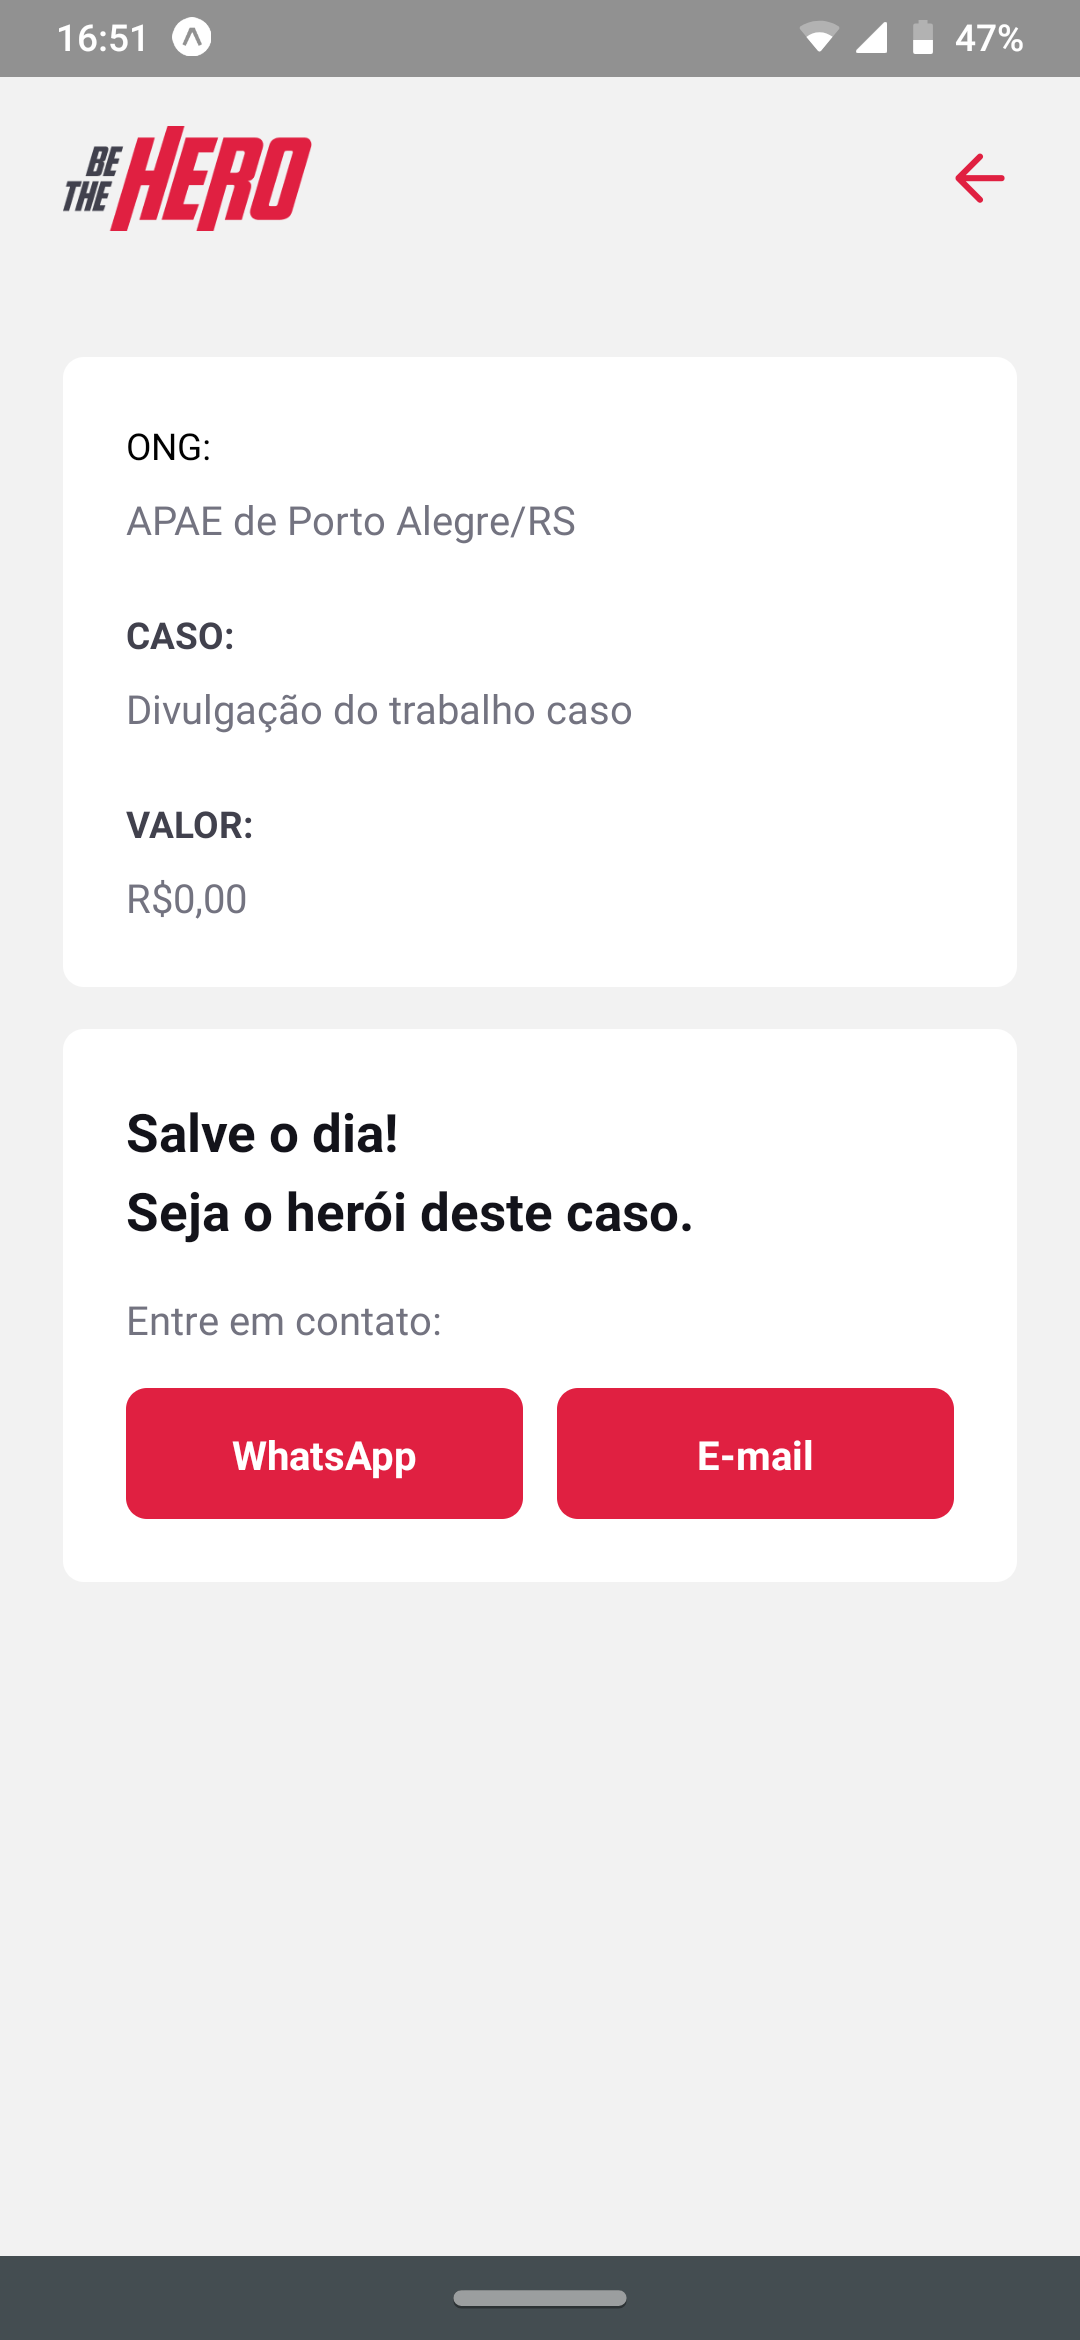 16:51
47%
BE
THE HERO
ONG:
APAE de Porto Alegre/RS
CASO:
Divulgação do trabalho caso
VALOR:
R$0,00
Salve o dia!
Seja o herói deste caso.
Entre em contato:
WhatsApp
E-mail